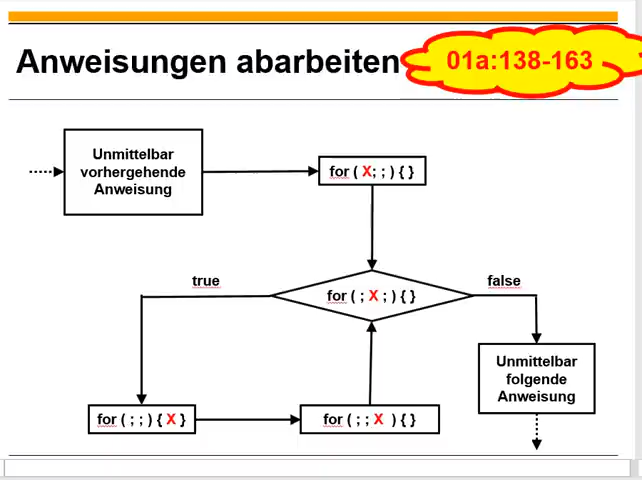 Anweisungen abarbeiten
01a:138-163
Unmittelbar
vorhergehende
Anweisung
for ( X; ; ) { }
true
for ( ; X ; ) { }
false
Unmittelbar
folgende
Anweisung
for ( ; ; ) { X }
for ( ; ; X ) { }